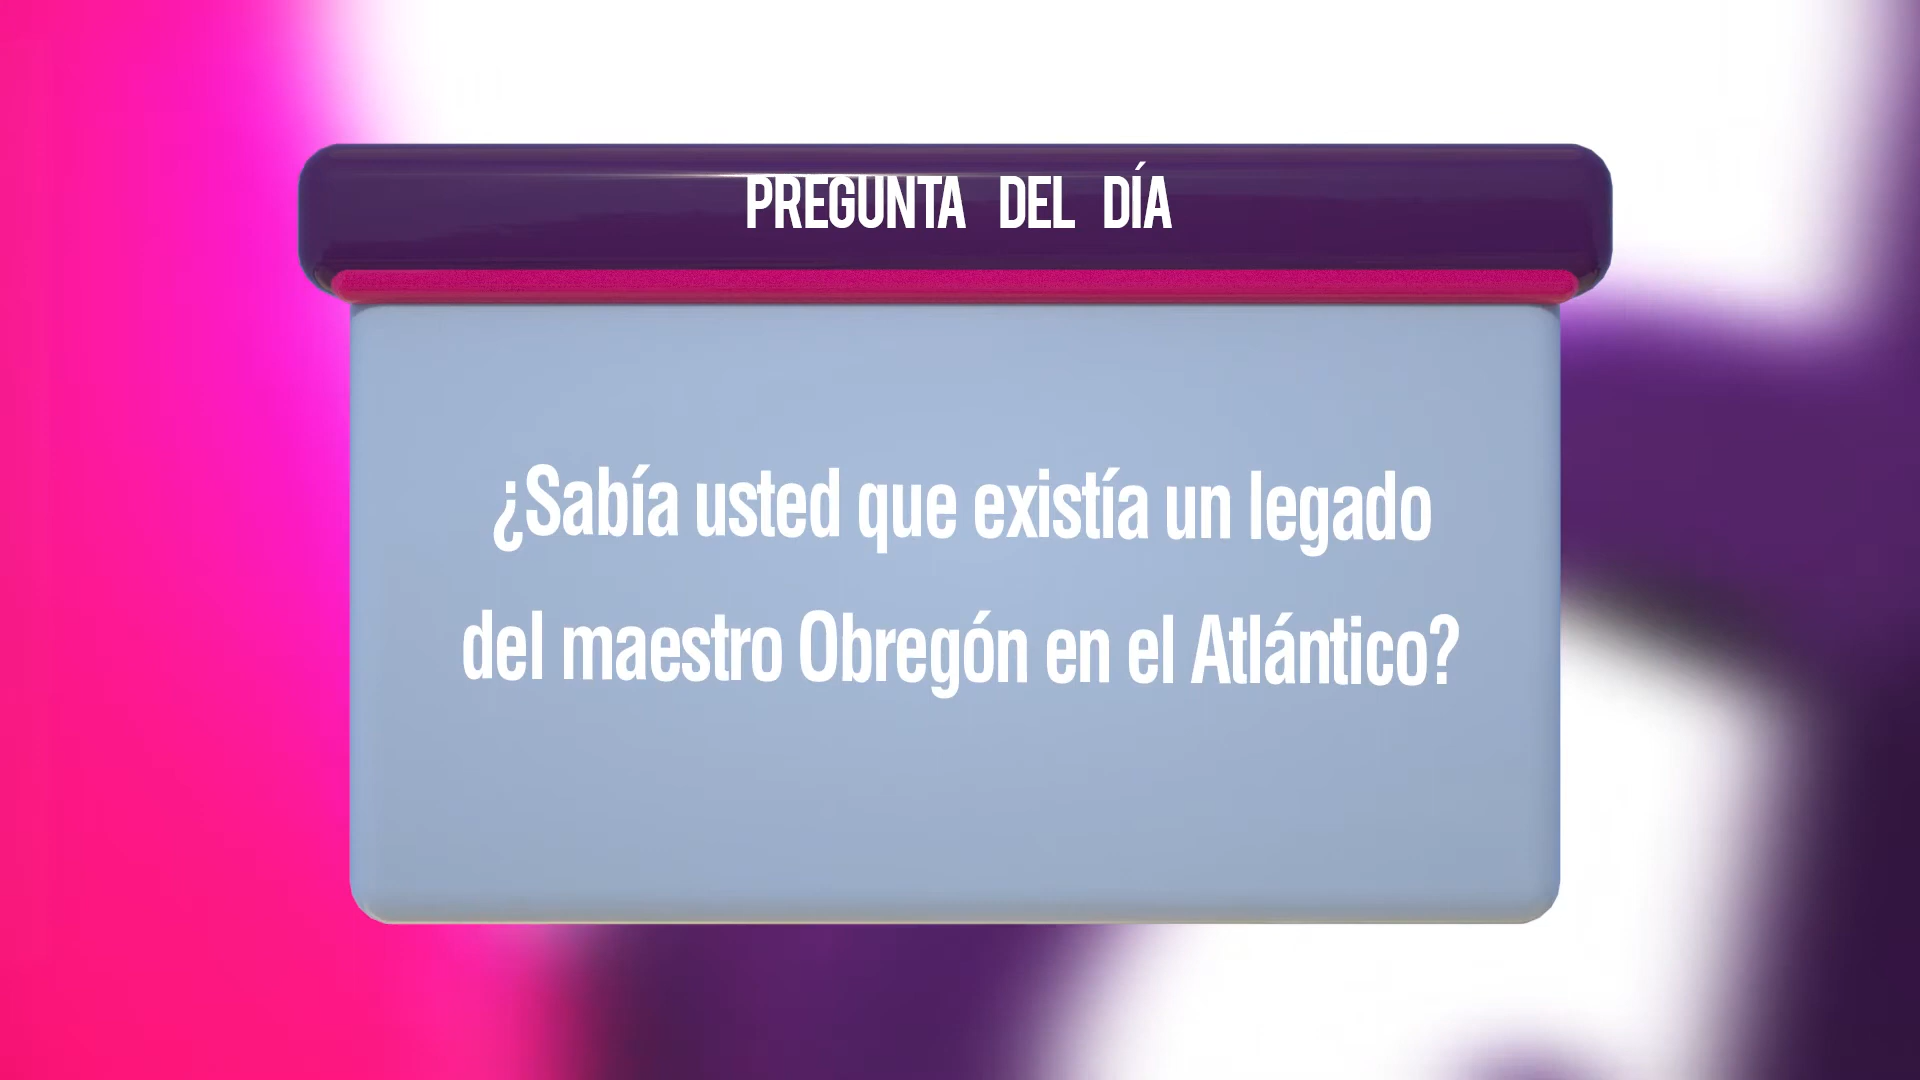 PREGUNTA DEL DÍA
¿Sabía usted que existía un legado
del maestro Obregón en el Atlántico?